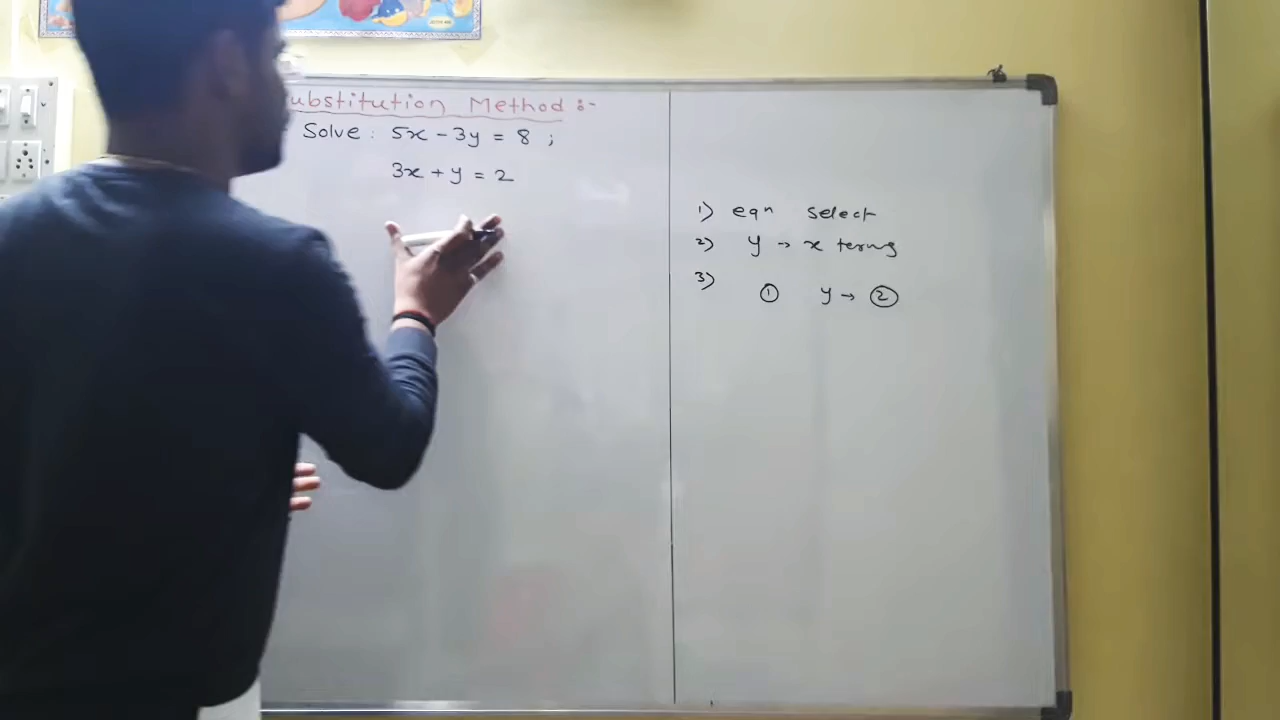 ubstitution Method :-
Solve : 5x - 3y = 8 ;
3x + y = 2
1) eqn select
2) y → x terms
3) ① y → ②